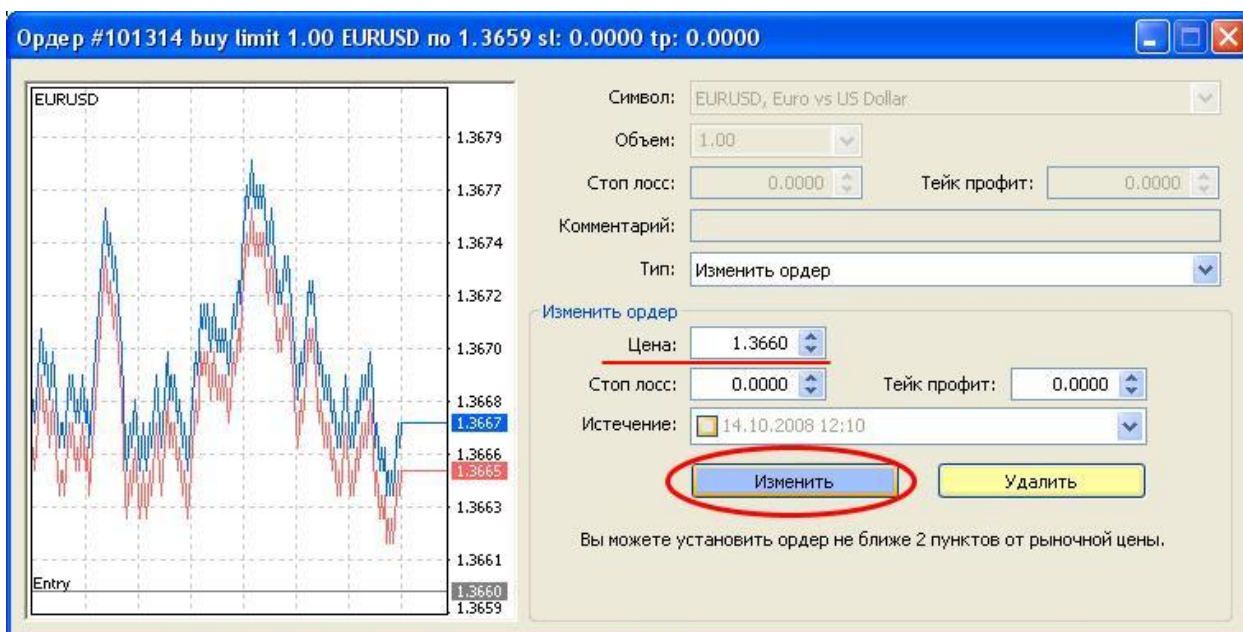 Ордер #101314 buy limit 1.00 EURUSD по 1.3659 sl: 0.0000 tp: 0.0000
EURUSD
1.3679
1.3677
1.3674
1.3672
1.3670
1.3668
1.3667
1.3666
1.3665
1.3663
1.3661
Entry
1.3660
1.3659
Символ: EURUSD, Euro vs US Dollar
Объем: 1.00
Стоп лосс: 0.0000 Тейк профит: 0.0000
Комментарий:
Тип: Изменить ордер
Изменить ордер
Цена: 1.3660
Стоп лосс: 0.0000 Тейк профит: 0.0000
Истечение: 14.10.2008 12:10
Изменить Удалить
Вы можете установить ордер не ближе 2 пунктов от рыночной цены.